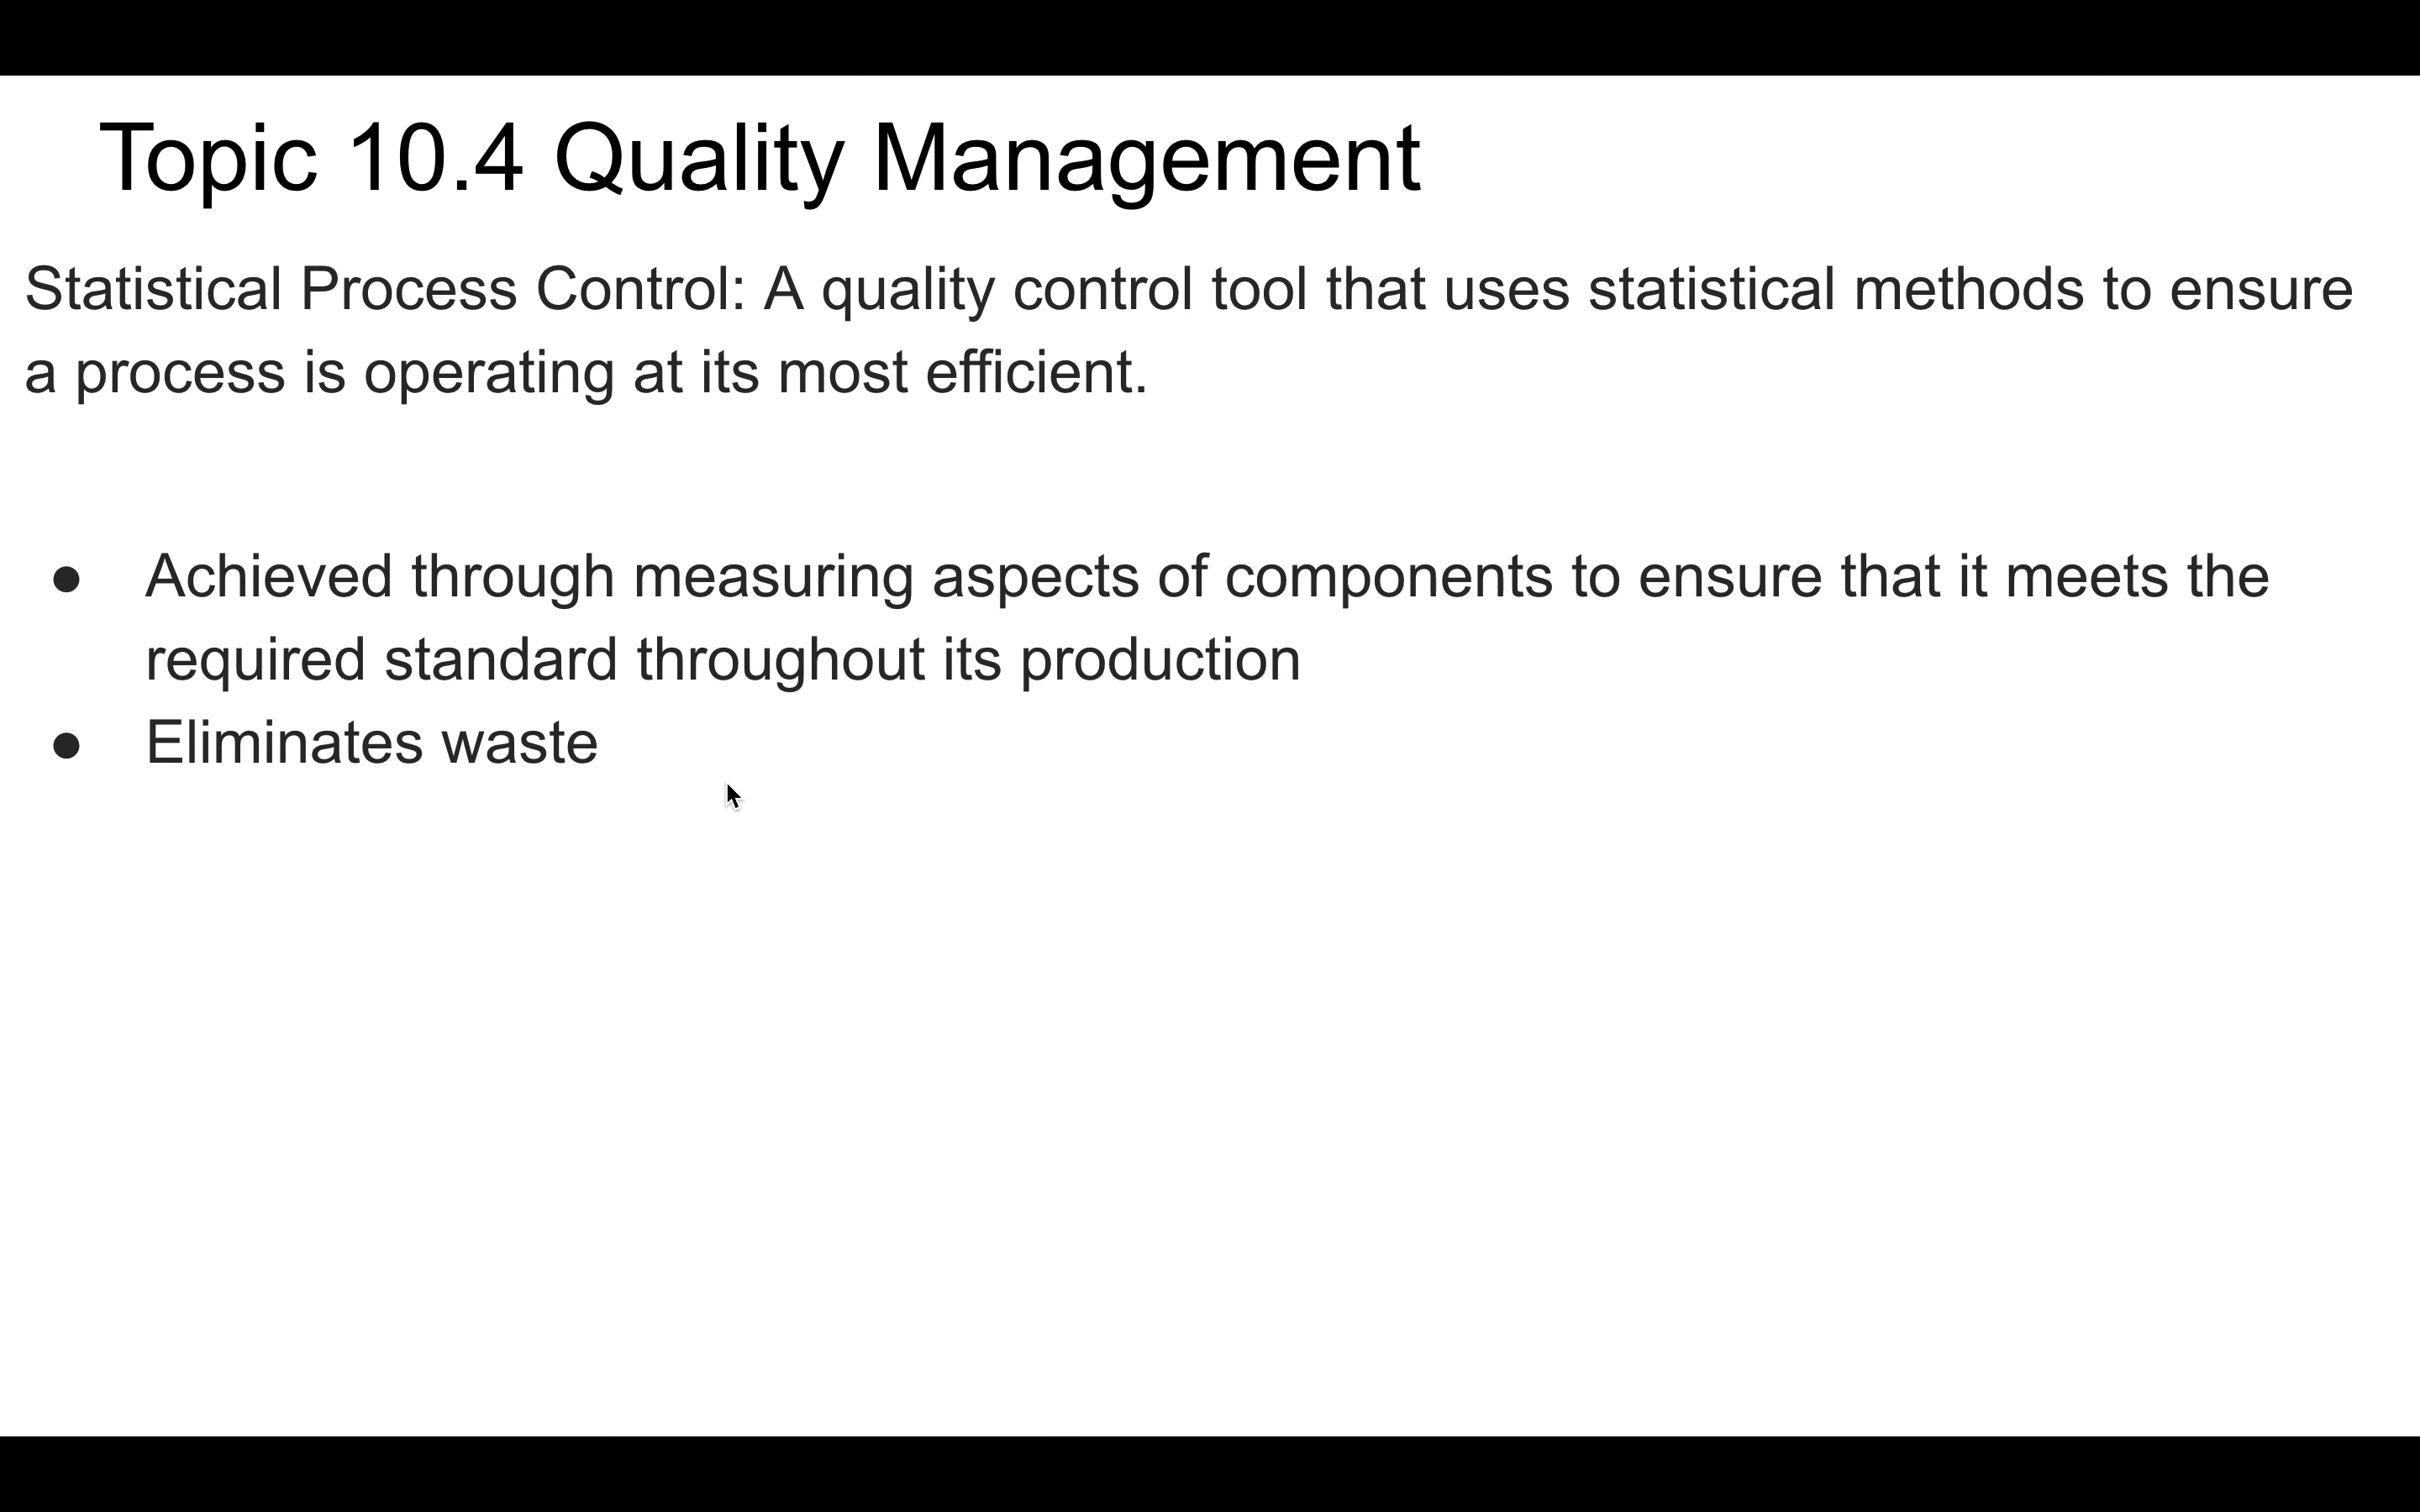 Topic 10.4 Quality Management
Statistical Process Control: A quality control tool that uses statistical methods to ensure
a process is operating at its most efficient.
● Achieved through measuring aspects of components to ensure that it meets the
required standard throughout its production
● Eliminates waste